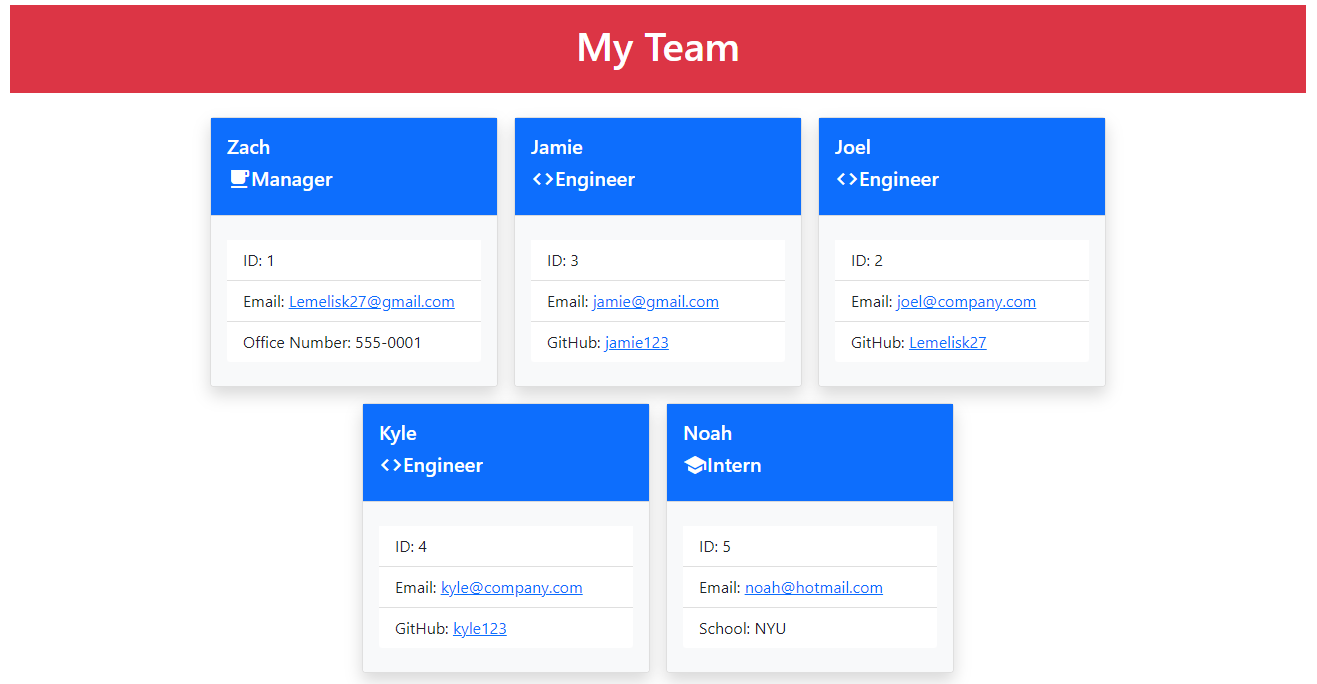 My Team
Zach
Manager
ID: 1
Email: Lemelisk27@gmail.com
Office Number: 555-0001
Jamie
<>Engineer
ID: 3
Email: jamie@gmail.com
GitHub: jamie123
Joel
<>Engineer
ID: 2
Email: joel@company.com
GitHub: Lemelisk27
Kyle
<>Engineer
ID: 4
Email: kyle@company.com
GitHub: kyle123
Noah
Intern
ID: 5
Email: noah@hotmail.com
School: NYU